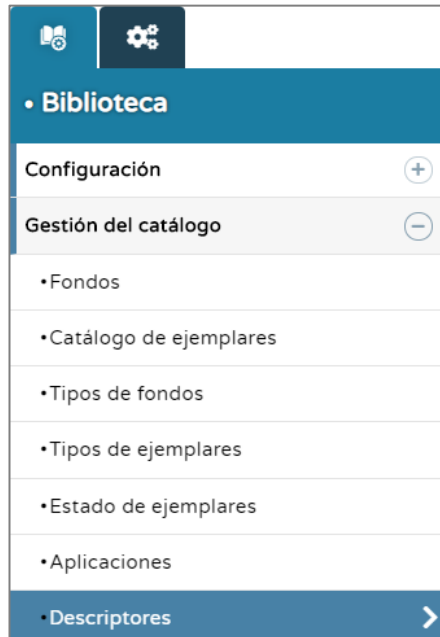 • Biblioteca
Configuración
Gestión del catálogo
•Fondos
•Catálogo de ejemplares
•Tipos de fondos
•Tipos de ejemplares
•Estado de ejemplares
•Aplicaciones
•Descriptores